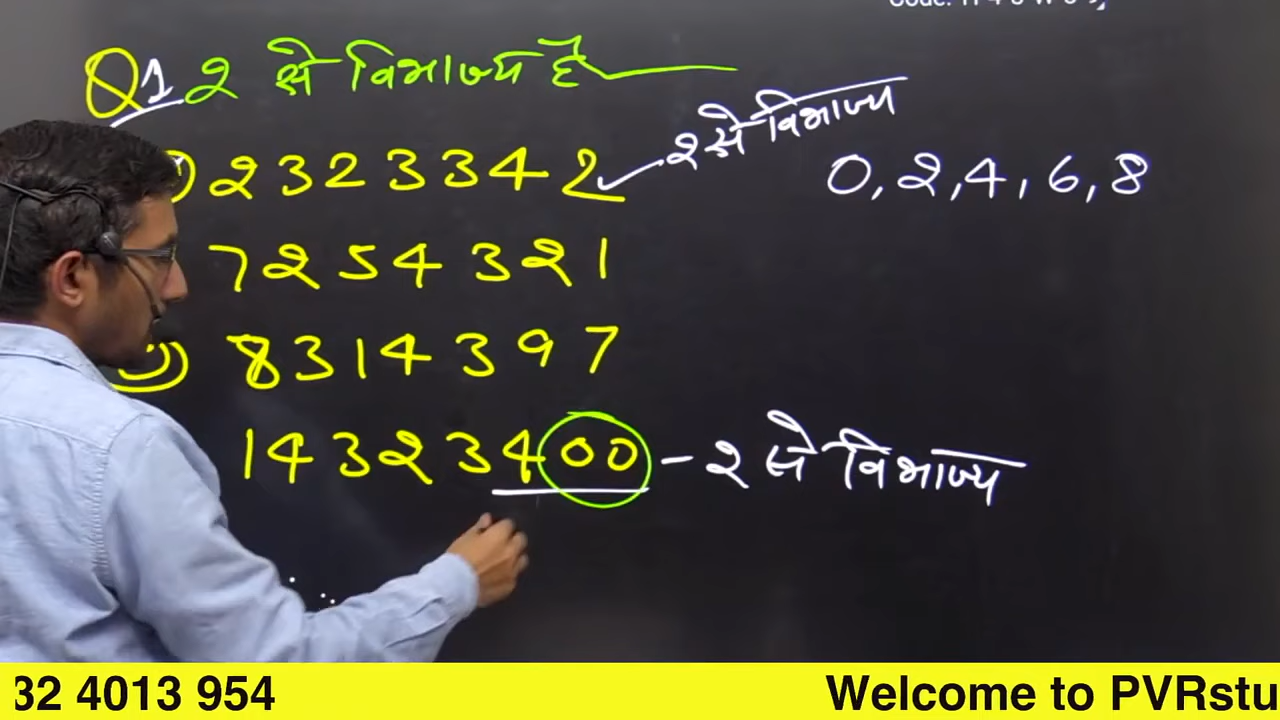 Q1 2 से विभाज्य है
2323342 2 से विभाज्य
0, 2, 4, 6, 8
7254321
8314397
14323400 - 2 से विभाज्य
32 4013 954 Welcome to PVRstu